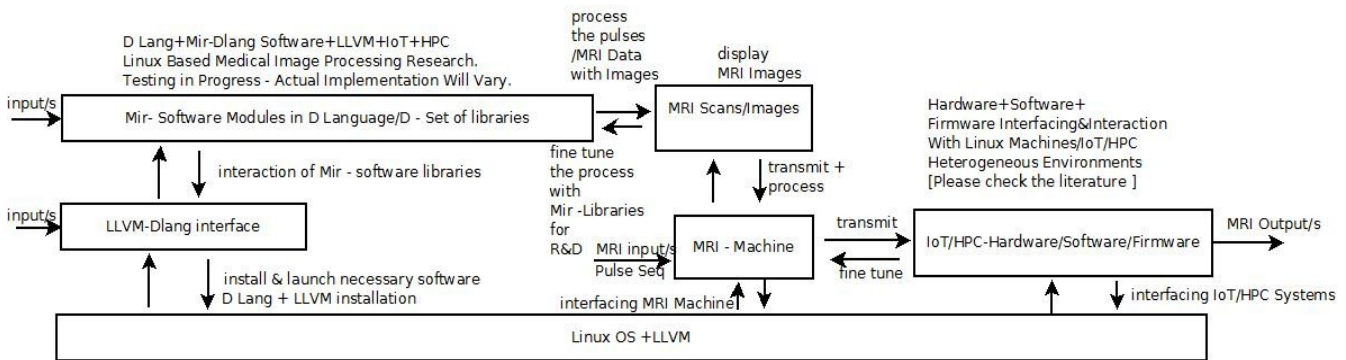 D Lang+Mir-Dlang Software+LLVM+IoT+HPC
Linux Based Medical Image Processing Research.
Testing in Progress - Actual Implementation Will Vary.
process
the pulses
/MRI Data
with Images
display
MRI Images
input/s
Mir- Software Modules in D Language/D - Set of libraries
MRI Scans/Images
Hardware+Software+
Firmware Interfacing&Interaction
With Linux Machines/IoT/HPC
Heterogeneous Environments
[Please check the literature ]
interaction of Mir - software libraries
fine tune
the process
with
Mir -Libraries
for
R&D
transmit +
process
input/s
LLVM-Dlang interface
MRI input/s
Pulse Seq
MRI - Machine
transmit
fine tune
IoT/HPC-Hardware/Software/Firmware
MRI Output/s
install & launch necessary software
D Lang + LLVM installation
interfacing MRI Machine
interfacing IoT/HPC Systems
Linux OS +LLVM